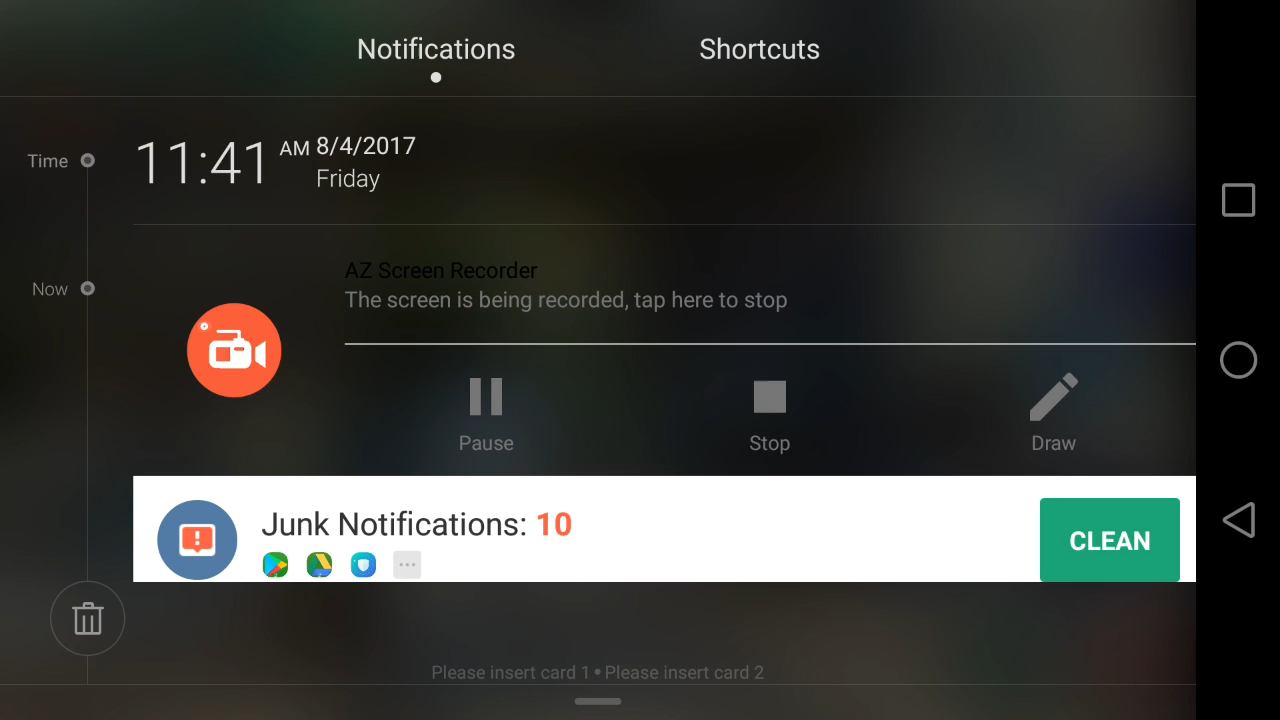 Notifications
Shortcuts
Time
11:41 AM 8/4/2017
Friday
Now
AZ Screen Recorder
The screen is being recorded, tap here to stop
Pause
Stop
Draw
Junk Notifications: 10
CLEAN
Please insert card 1 • Please insert card 2